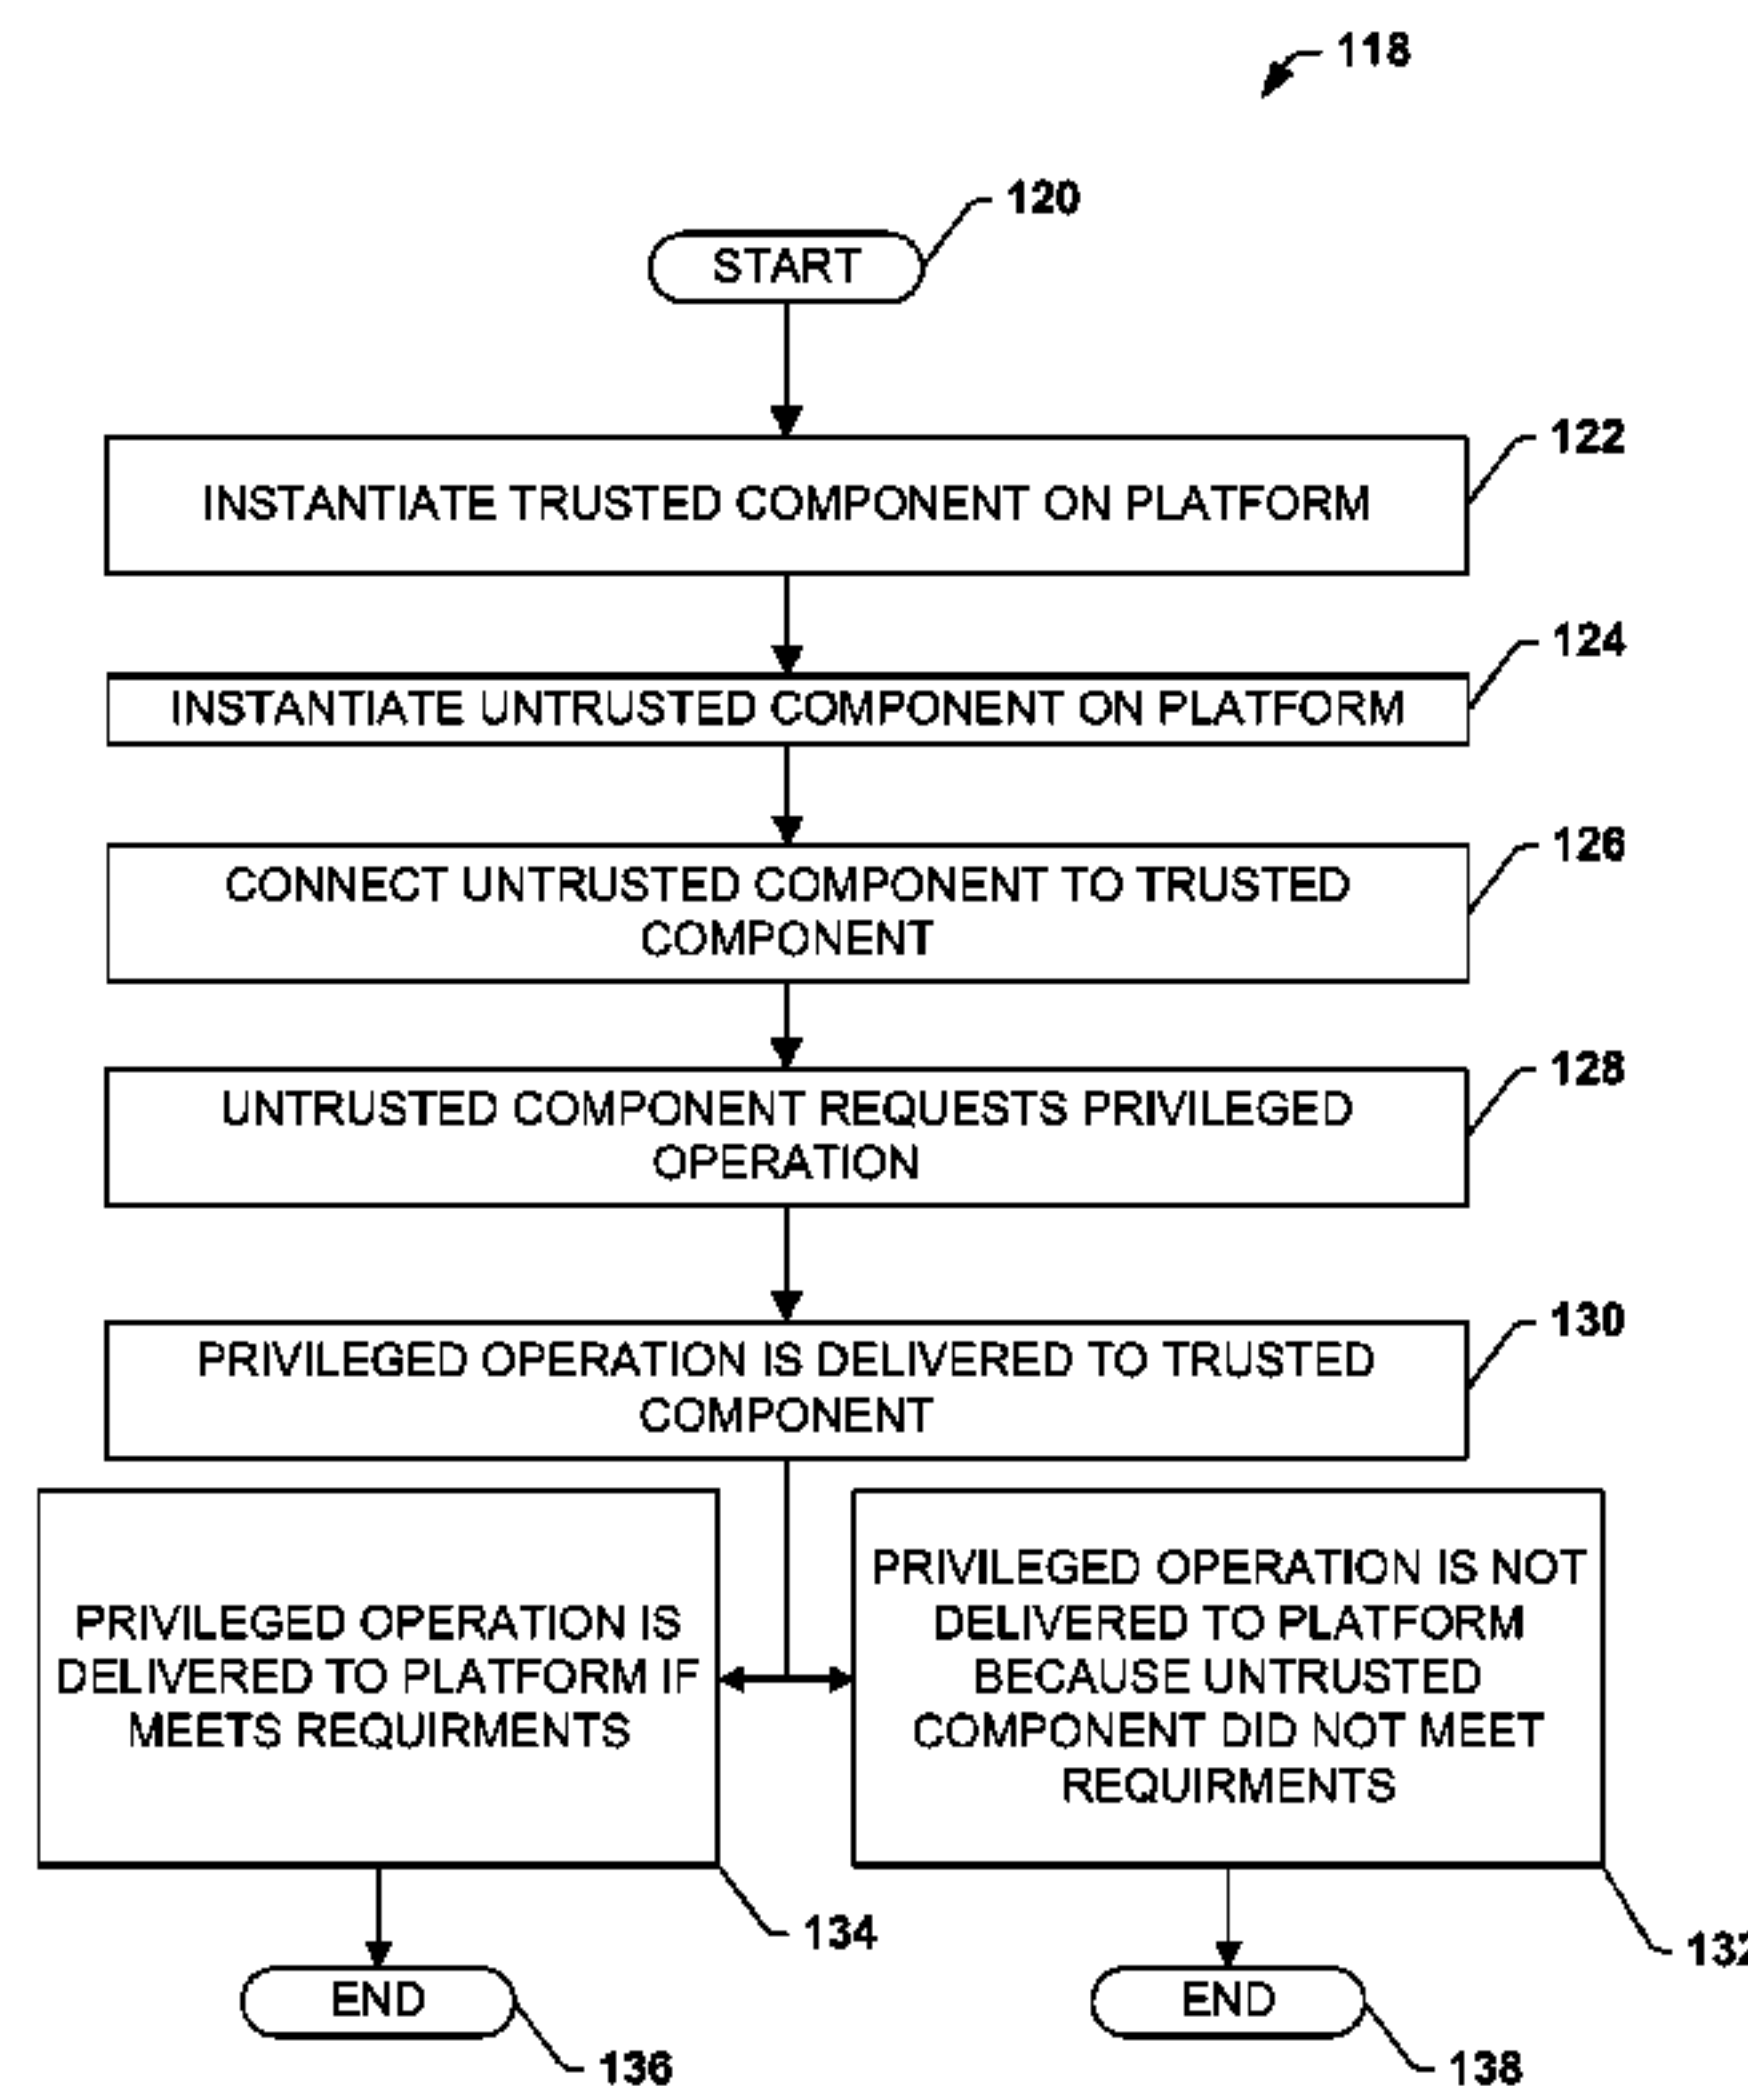 118
120
START
122
INSTANTIATE TRUSTED COMPONENT ON PLATFORM
124
INSTANTIATE UNTRUSTED COMPONENT ON PLATFORM
126
CONNECT UNTRUSTED COMPONENT TO TRUSTED
COMPONENT
128
UNTRUSTED COMPONENT REQUESTS PRIVILEGED
OPERATION
130
PRIVILEGED OPERATION IS DELIVERED TO TRUSTED
COMPONENT
PRIVILEGED OPERATION IS
DELIVERED TO PLATFORM IF
MEETS REQUIRMENTS
134
PRIVILEGED OPERATION IS NOT
DELIVERED TO PLATFORM
BECAUSE UNTRUSTED
COMPONENT DID NOT MEET
REQUIRMENTS
132
END
136
END
138